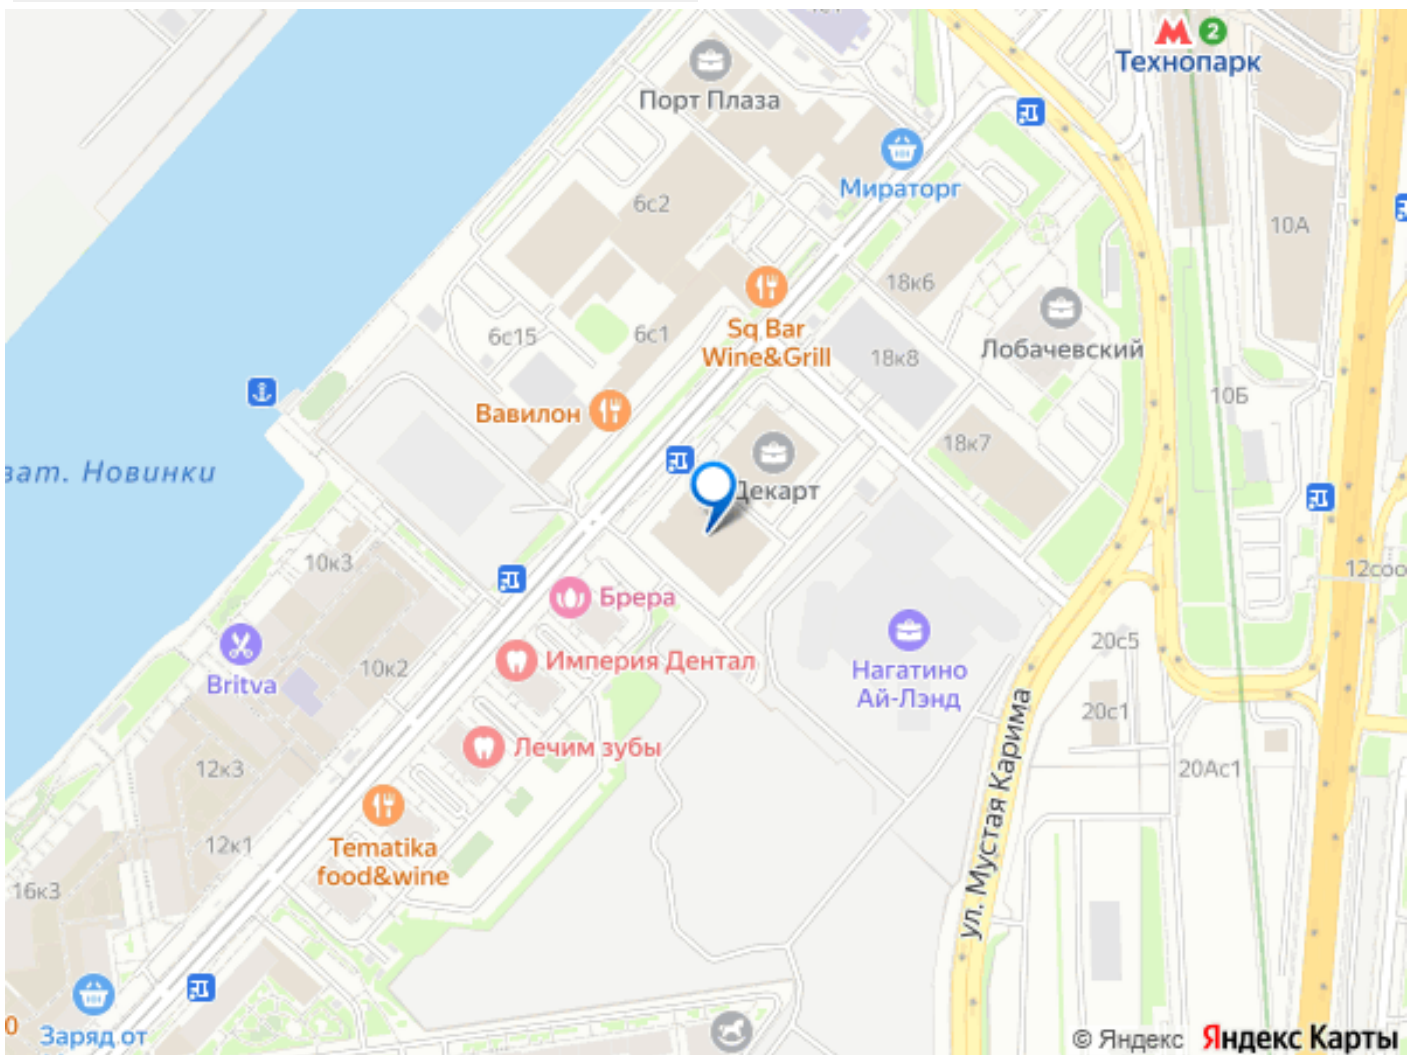 2
Технопарк
Порт Плаза
Мираторг
6с2
10А
18к6
Sq Bar
Wine&Grill
6с15
6с1
Лобачевский
18к8
10Б
Вавилон
18к7
зат. Новинки
Декарт
10к3
12соо
Брера
20с5
Империя Дентал
10к2
Britva
Нагатино
Ай-Лэнд
20с1
Лечим зубы
12к3
20Ас1
ул. Мустая Карима
12к1
Tematika
food&wine
16к3
0
Заряд от
© Яндекс Яндекс Карты